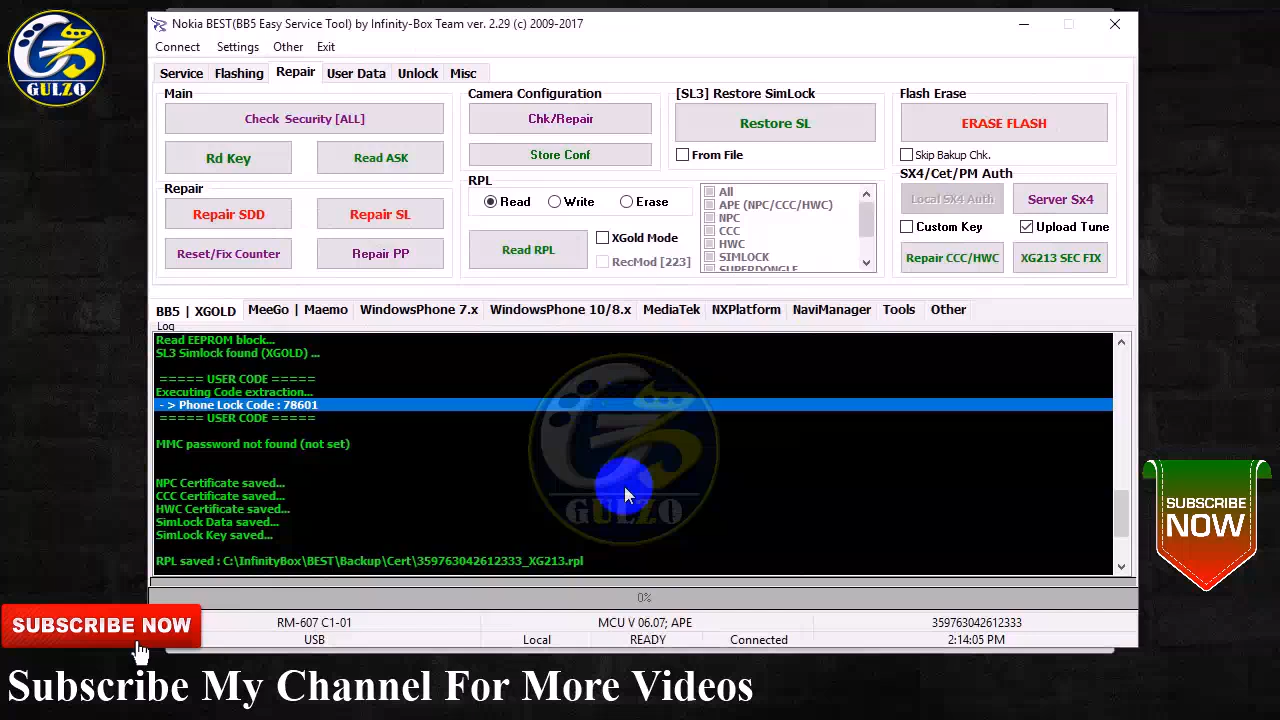 GULZO
Nokia BEST(BB5 Easy Service Tool) by Infinity-Box Team ver. 2.29 (c) 2009-2017
Connect Settings Other Exit
Service Flashing Repair User Data Unlock Misc
Main
Check Security [ALL]
Rd Key Read ASK
Repair
Repair SDD Repair SL
Reset/Fix Counter Repair PP
Camera Configuration
Chk/Repair
Store Conf
RPL
Read Write Erase
Read RPL
XGold Mode
RecMod [223]
[SL3] Restore SimLock
Restore SL
From File
All
APE (NPC/CCC/HWC)
NPC
CCC
HWC
SIMLOCK
SUPERDONGLE
Flash Erase
ERASE FLASH
Skip Bakup Chk.
SX4/Cet/PM Auth
Local SX4 Auth Server Sx4
Custom Key Upload Tune
Repair CCC/HWC XG213 SEC FIX
BB5 | XGOLD MeeGo | Maemo WindowsPhone 7.x WindowsPhone 10/8.x MediaTek NXPlatform NaviManager Tools Other
Log
Read EEPROM block...
SL3 Simlock found (XGOLD) ...
===== USER CODE =====
Executing Code extraction...
- > Phone Lock Code : 78601
===== USER CODE =====
MMC password not found (not set)
NPC Certificate saved...
CCC Certificate saved...
HWC Certificate saved...
SimLock Data saved...
SimLock Key saved...
RPL saved : C:\InfinityBox\BEST\Backup\Cert\359763042612333_XG213.rpl
GULZO
0%
RM-607 C1-01 MCU V 06.07; APE 359763042612333
USB Local READY Connected 2:14:05 PM
SUBSCRIBE
NOW
SUBSCRIBE NOW
Subscribe My Channel For More Videos